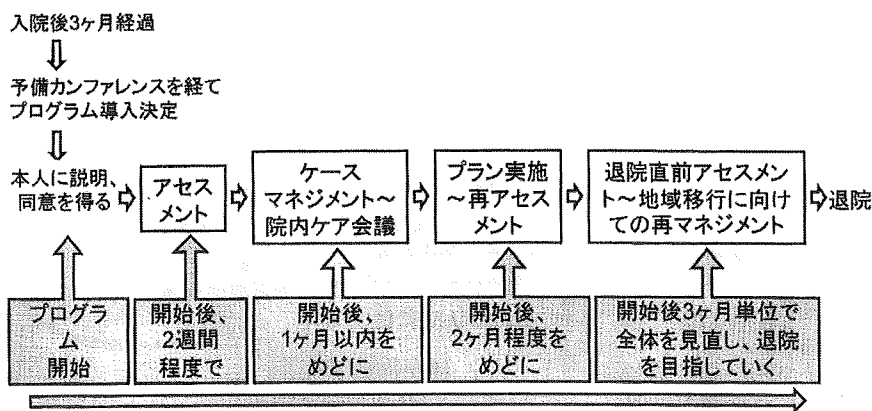 入院後3ヶ月経過
予備カンファレンスを経て
プログラム導入決定
本人に説明、
同意を得る
アセス
メント
ケース
マネジメント～
院内ケア会議
プラン実施
～再アセス
メント
退院直前アセスメン
ト～地域移行に向け
ての再マネジメント
退院
プログラ
ム
開始
開始後、
2週間
程度で
開始後、
1ヶ月以内を
めどに
開始後、
2ヶ月程度を
めどに
開始後3ヶ月単位で
全体を見直し、退院
を目指していく